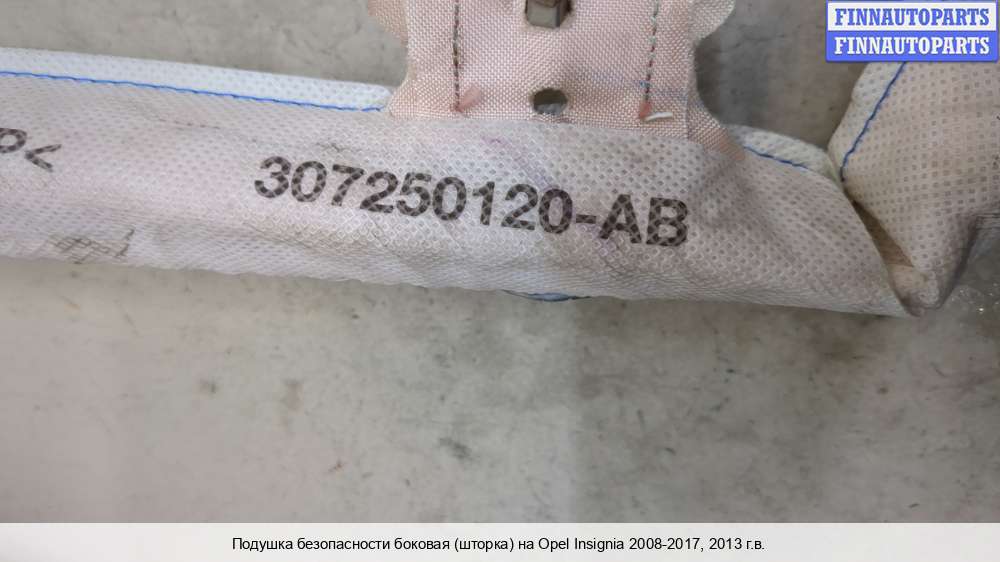 FINNAUTOPARTS
FINNAUTOPARTS
P<
307250120-AB
Подушка безопасности боковая (шторка) на Opel Insignia 2008-2017, 2013 г.в.